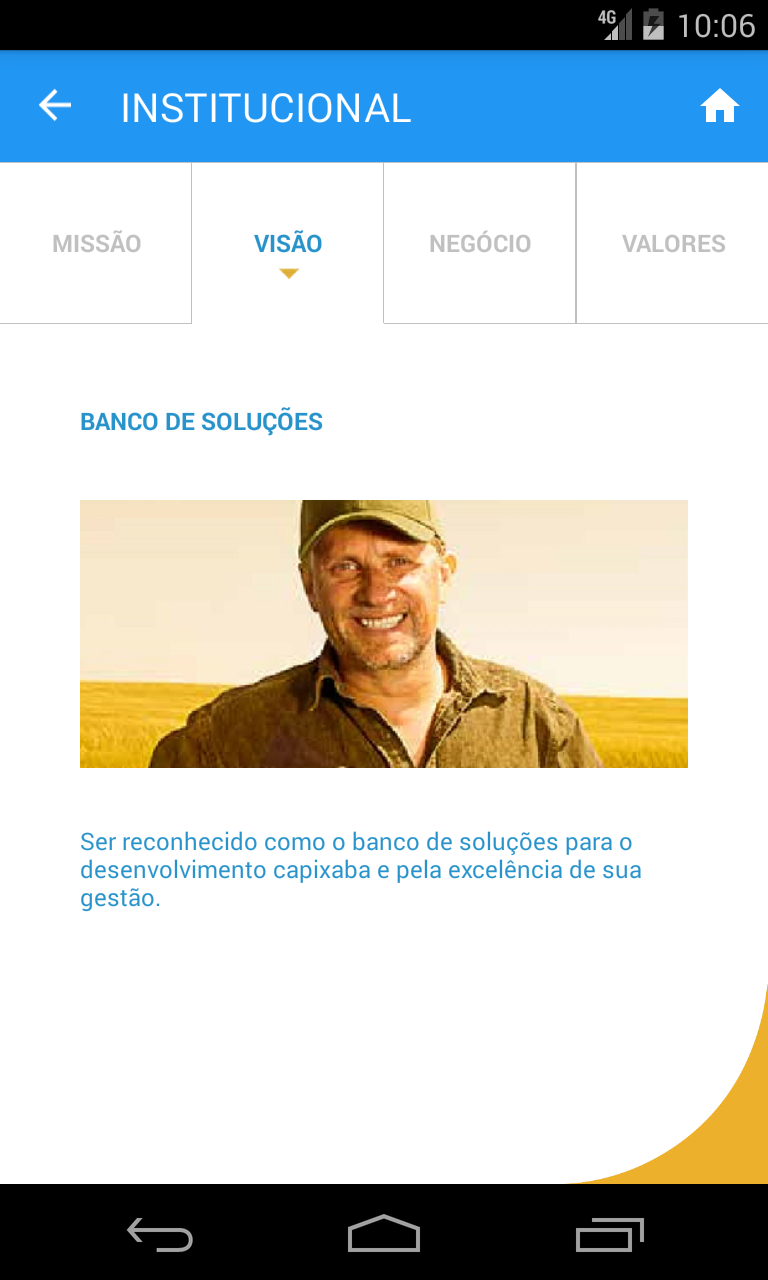 4G 10:06
INSTITUCIONAL
MISSÃO VISÃO NEGÓCIO VALORES
BANCO DE SOLUÇÕES
Ser reconhecido como o banco de soluções para o
desenvolvimento capixaba e pela excelência de sua
gestão.